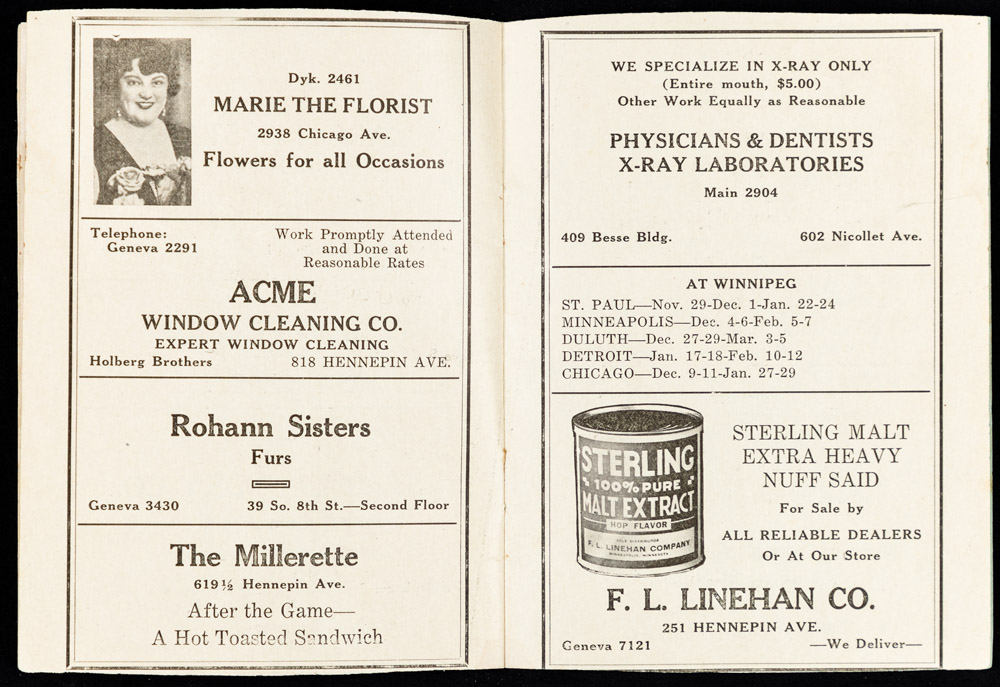 Dyk. 2461
MARIE THE FLORIST
2938 Chicago Ave.
Flowers for all Occasions
Telephone:
Geneva 2291
Work Promptly Attended
and Done at
Reasonable Rates
ACME
WINDOW CLEANING CO.
EXPERT WINDOW CLEANING
Holberg Brothers 818 HENNEPIN AVE.
Rohann Sisters
Furs
Geneva 3430 39 So. 8th St.—Second Floor
The Millerette
619½ Hennepin Ave.
After the Game—
A Hot Toasted Sandwich
WE SPECIALIZE IN X-RAY ONLY
(Entire mouth, $5.00)
Other Work Equally as Reasonable
PHYSICIANS & DENTISTS
X-RAY LABORATORIES
Main 2904
409 Besse Bldg. 602 Nicollet Ave.
AT WINNIPEG
ST. PAUL—Nov. 29-Dec. 1-Jan. 22-24
MINNEAPOLIS—Dec. 4-6-Feb. 5-7
DULUTH—Dec. 27-29-Mar. 3-5
DETROIT—Jan. 17-18-Feb. 10-12
CHICAGO—Dec. 9-11-Jan. 27-29
STERLING
100% PURE
MALT EXTRACT
HOP FLAVOR
SOLE DISTRIBUTORS
F. L. LINEHAN COMPANY
MINNEAPOLIS, MINNESOTA
STERLING MALT
EXTRA HEAVY
NUFF SAID
For Sale by
ALL RELIABLE DEALERS
Or At Our Store
F. L. LINEHAN CO.
251 HENNEPIN AVE.
Geneva 7121 —We Deliver—